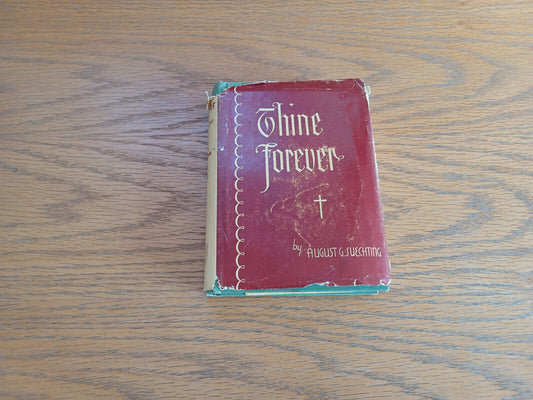 Thine
Forever
by AUGUST G. SUECHTING